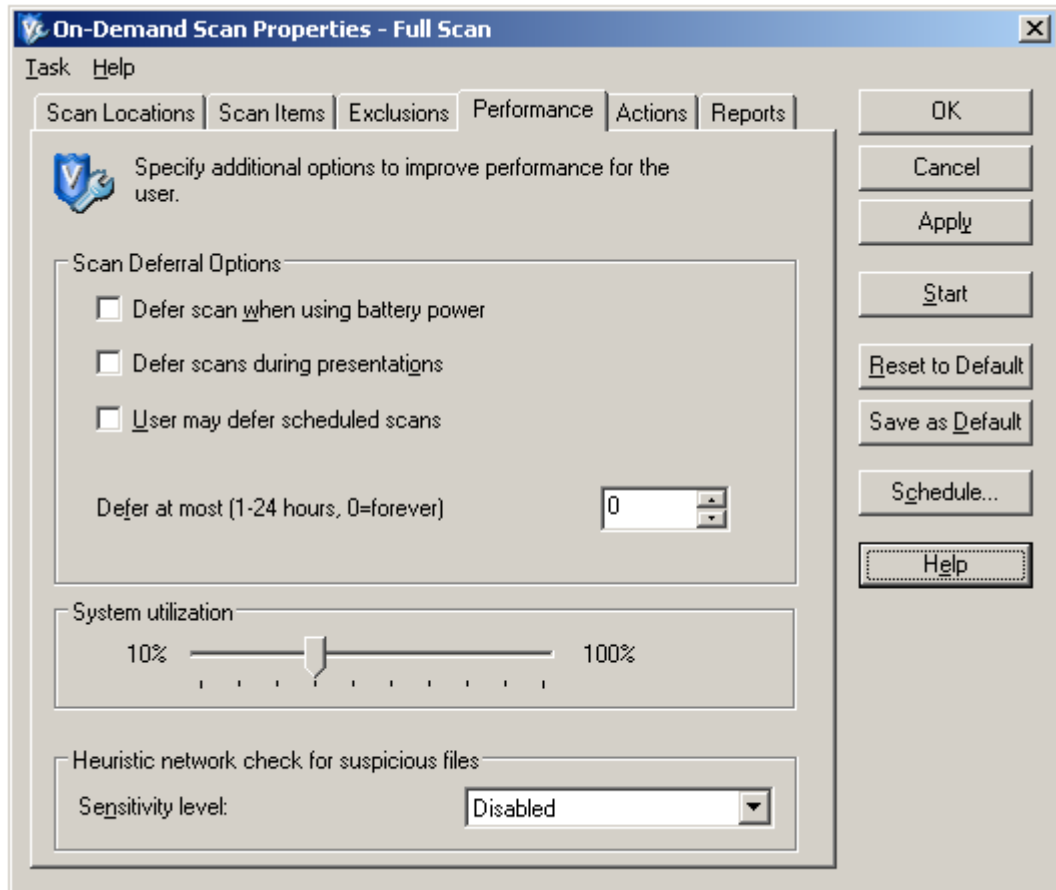 On-Demand Scan Properties - Full Scan
Task Help
Scan Locations Scan Items Exclusions Performance Actions Reports
Specify additional options to improve performance for the
user.
Scan Deferral Options
Defer scan when using battery power
Defer scans during presentations
User may defer scheduled scans
Defer at most (1-24 hours, 0=forever) 0
System utilization
10% 100%
Heuristic network check for suspicious files
Sensitivity level: Disabled
OK
Cancel
Apply
Start
Reset to Default
Save as Default
Schedule...
Help